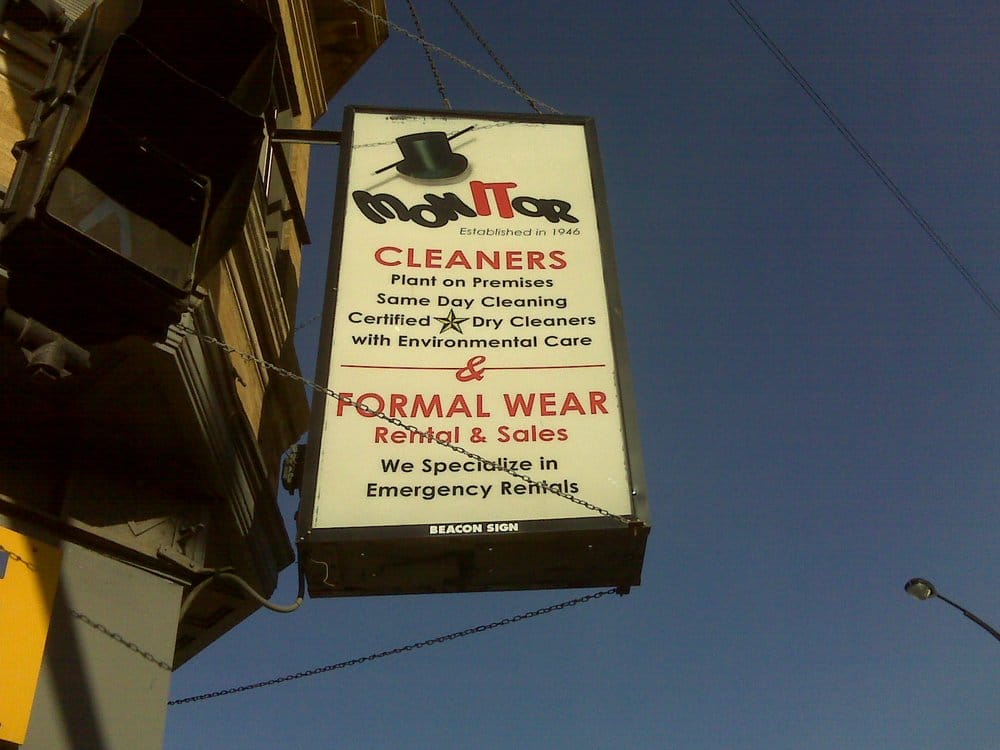 MONITOR
Established in 1946
CLEANERS
Plant on Premises
Same Day Cleaning
Certified Dry Cleaners
with Environmental Care
&
FORMAL WEAR
Rental & Sales
We Specialize in
Emergency Rentals
BEACON SIGN